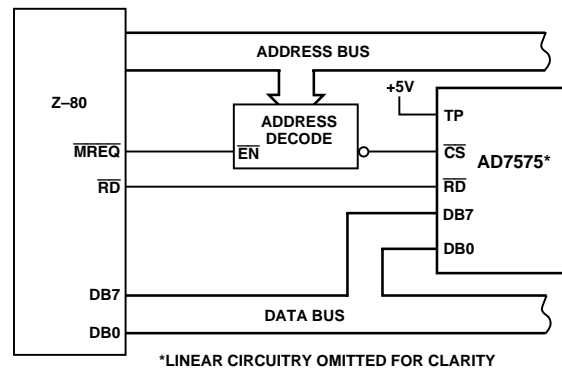 ADDRESS BUS
Z–80
+5V
ADDRESS
DECODE
TP
MREQ
EN
CS
AD7575*
RD
RD
DB7
DB0
DB7
DATA BUS
DB0
*LINEAR CIRCUITRY OMITTED FOR CLARITY